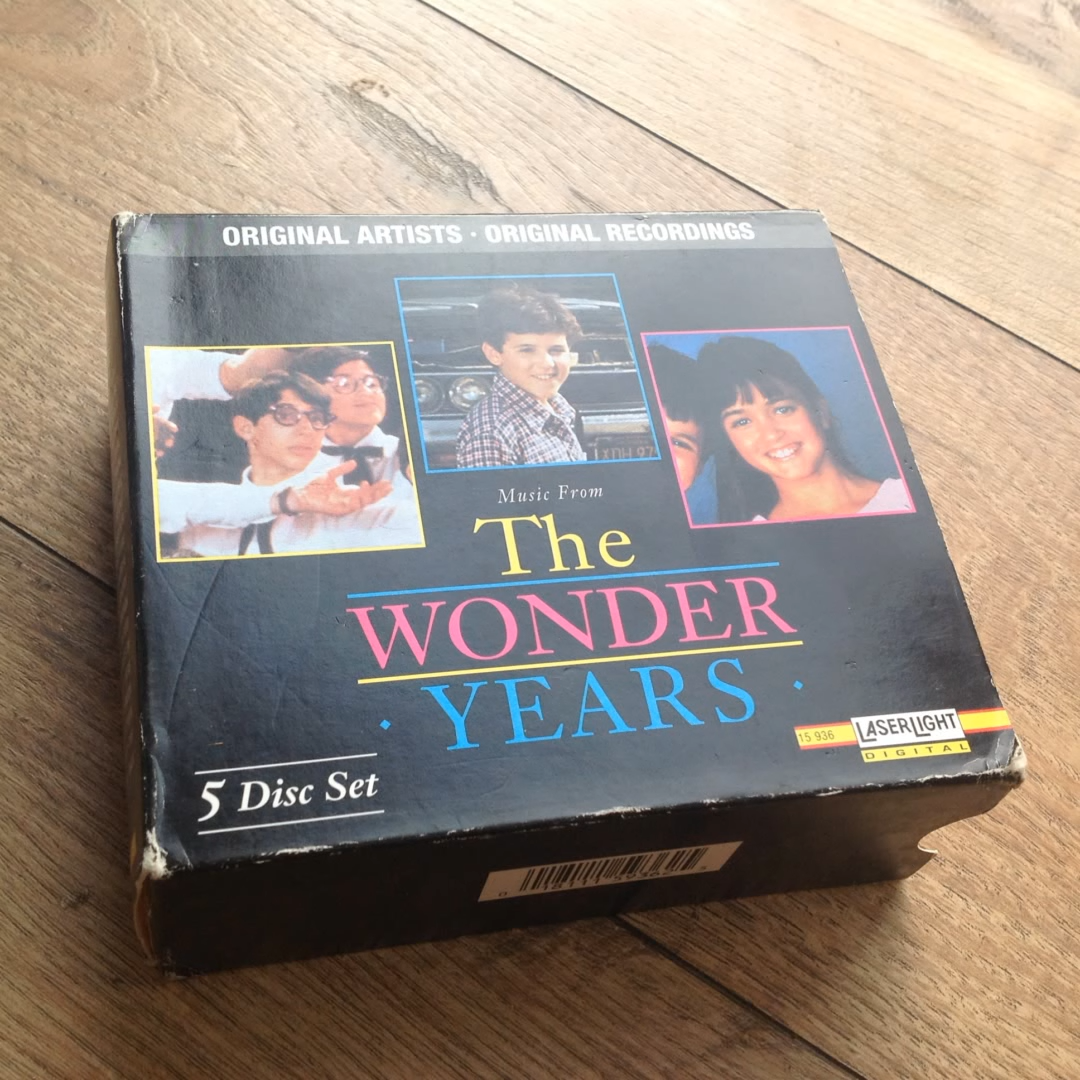 ORIGINAL ARTISTS · ORIGINAL RECORDINGS
Music From
The
WONDER
· YEARS ·
15 936
LASERLIGHT
DIGITAL
5 Disc Set